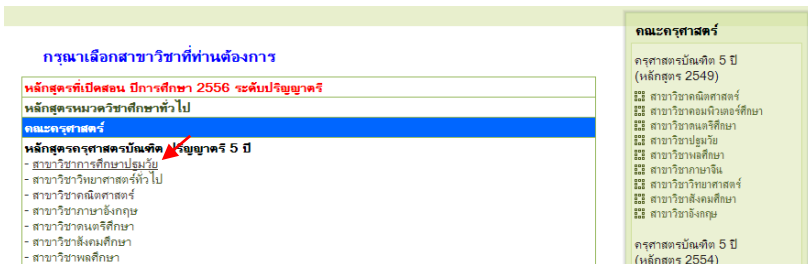 กรุณาเลือกสาขาวิชาที่ท่านต้องการ
หลักสูตรที่เปิดสอน ปีการศึกษา 2556 ระดับปริญญาตรี
หลักสูตรหมวดวิชาศึกษาทั่วไป
คณะครุศาสตร์
หลักสูตรครุศาสตรบัณฑิต ปริญญาตรี 5 ปี
- สาขาวิชาการศึกษาปฐมวัย
- สาขาวิชาวิทยาศาสตร์ทั่วไป
- สาขาวิชาคณิตศาสตร์
- สาขาวิชาภาษาอังกฤษ
- สาขาวิชาดนตรีศึกษา
- สาขาวิชาสังคมศึกษา
- สาขาวิชาพลศึกษา
คณะครุศาสตร์
ครุศาสตรบัณฑิต 5 ปี
(หลักสูตร 2549)
สาขาวิชาคณิตศาสตร์
สาขาวิชาคอมพิวเตอร์ศึกษา
สาขาวิชาดนตรีศึกษา
สาขาวิชาปฐมวัย
สาขาวิชาพลศึกษา
สาขาวิชาภาษาจีน
สาขาวิชาวิทยาศาสตร์
สาขาวิชาสังคมศึกษา
สาขาวิชาอังกฤษ
ครุศาสตรบัณฑิต 5 ปี
(หลักสูตร 2554)